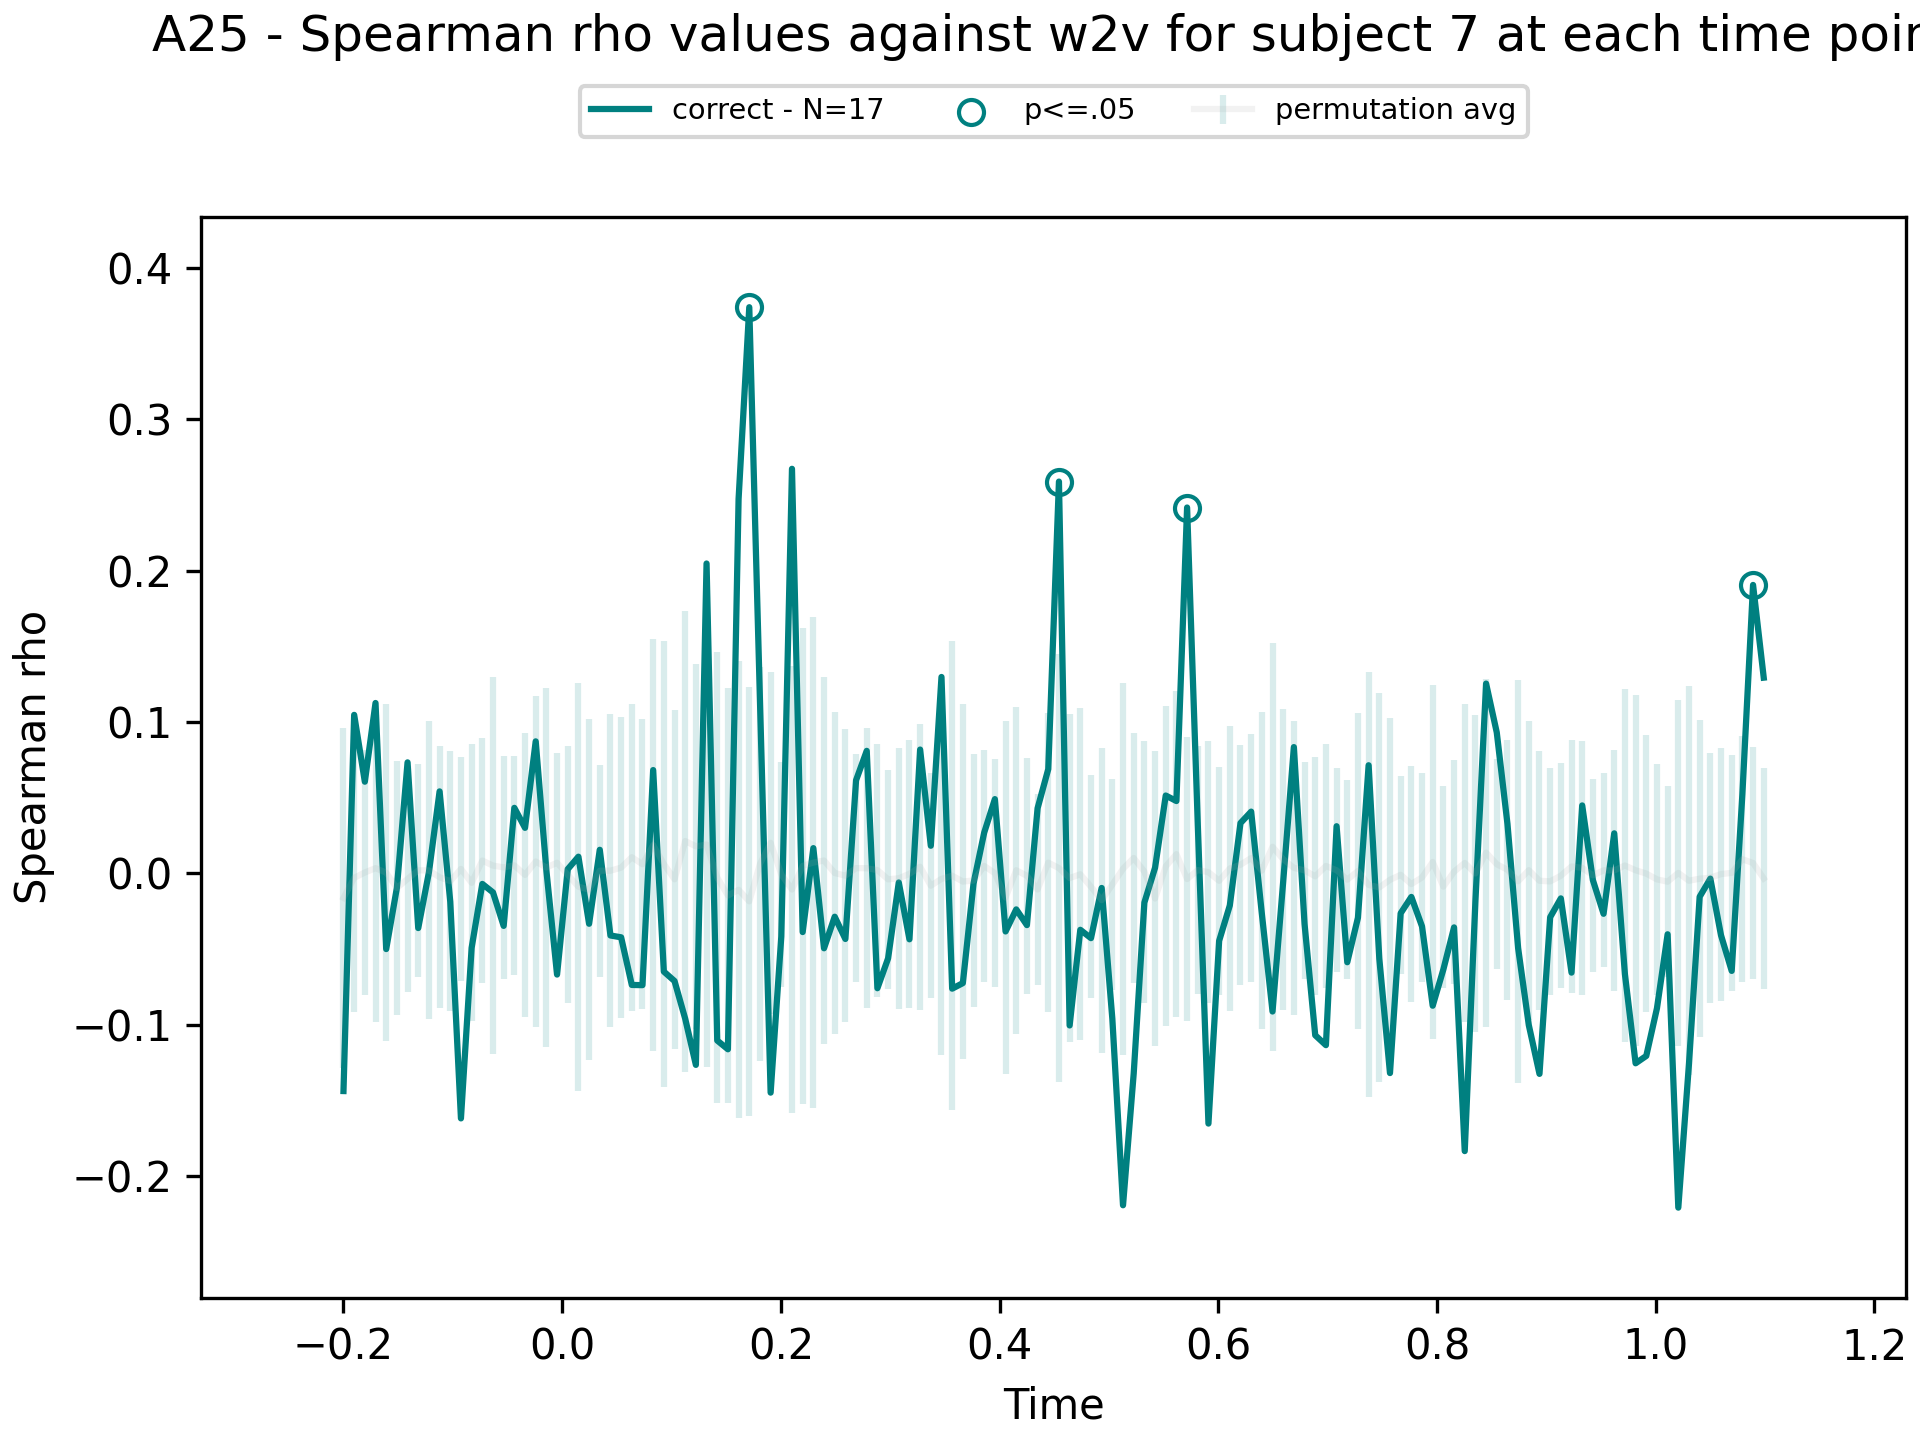 A25 - Spearman rho values against w2v for subject 7 at each time poin
correct - N=17 p<=.05 permutation avg
0.4
0.3
0.2
0.1
0.0
−0.1
−0.2
Spearman rho
−0.2 0.0 0.2 0.4 0.6 0.8 1.0 1.2
Time